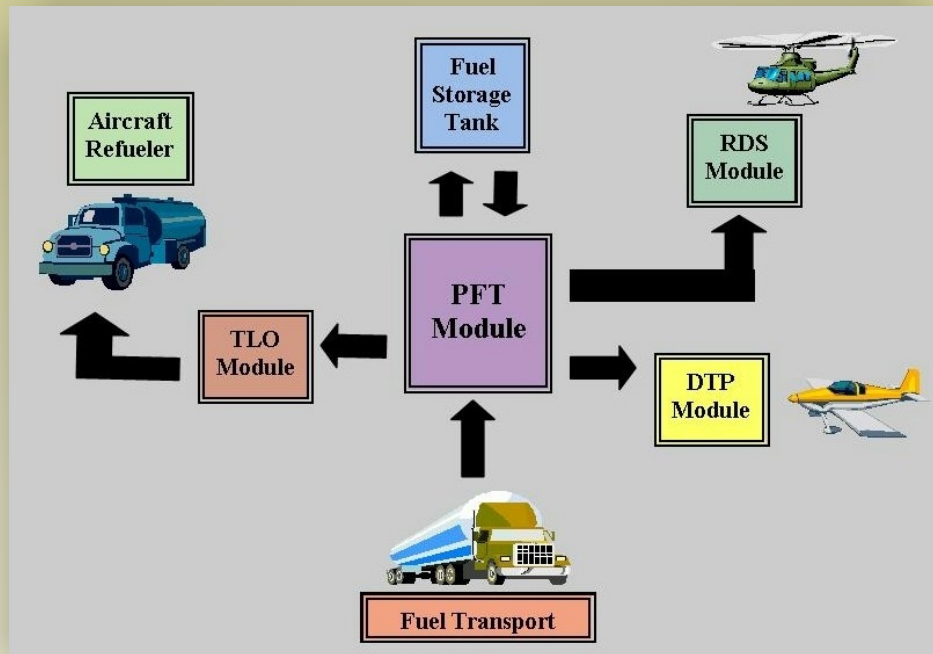 Fuel
Storage
Tank
Aircraft
Refueler
RDS
Module
PFT
Module
TLO
Module
DTP
Module
Fuel Transport